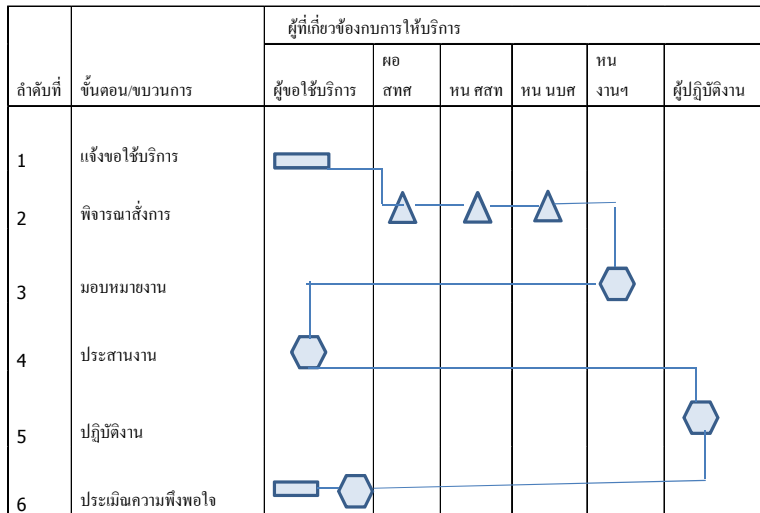 ผู้ที่เกี่ยวข้องกบการให้บริการ
ลำดับที่ ขั้นตอน/ขบวนการ ผู้ขอใช้บริการ ผอ สทศ หน ศสท หน นบศ หน งานฯ ผู้ปฏิบัติงาน
1 แจ้งขอใช้บริการ
2 พิจารณาสั่งการ
3 มอบหมายงาน
4 ประสานงาน
5 ปฏิบัติงาน
6 ประเมิณความพึงพอใจ